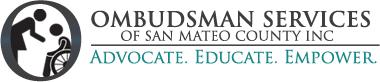 OMBUDSMAN SERVICES
OF SAN MATEO COUNTY INC
ADVOCATE. EDUCATE. EMPOWER.